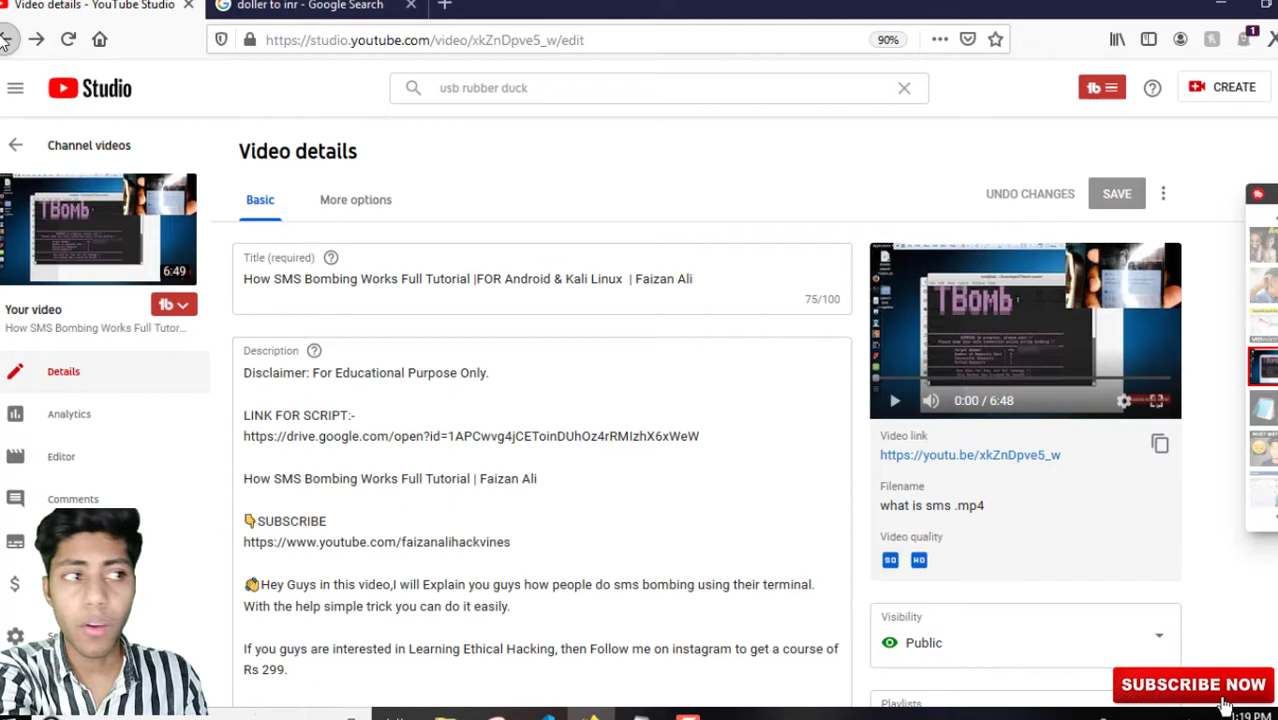 Video details - YouTube Studio
doller to inr - Google Search
https://studio.youtube.com/video/xkZnDpve5_w/edit
90%
1
Studio
usb rubber duck
CREATE
Channel videos
Video details
Basic
More options
UNDO CHANGES
SAVE
TBomb
6:49
Title (required)
How SMS Bombing Works Full Tutorial |FOR Android & Kali Linux | Faizan Ali
75/100
Your video
How SMS Bombing Works Full Tutor...
TBomb
0:00 / 6:48
Description
Disclaimer: For Educational Purpose Only.
Details
LINK FOR SCRIPT:-
https://drive.google.com/open?id=1APCwvg4jCEToinDUhOz4rRMIzhX6xWeW
Analytics
Video link
https://youtu.be/xkZnDpve5_w
Editor
How SMS Bombing Works Full Tutorial | Faizan Ali
Filename
what is sms .mp4
Comments
SUBSCRIBE
https://www.youtube.com/faizanalihackvines
Video quality
SD HD
Hey Guys in this video,I will Explain you guys how people do sms bombing using their terminal.
With the help simple trick you can do it easily.
Visibility
Public
If you guys are interested in Learning Ethical Hacking, then Follow me on instagram to get a course of
Rs 299.
SUBSCRIBE NOW
Playlists
:19 PM